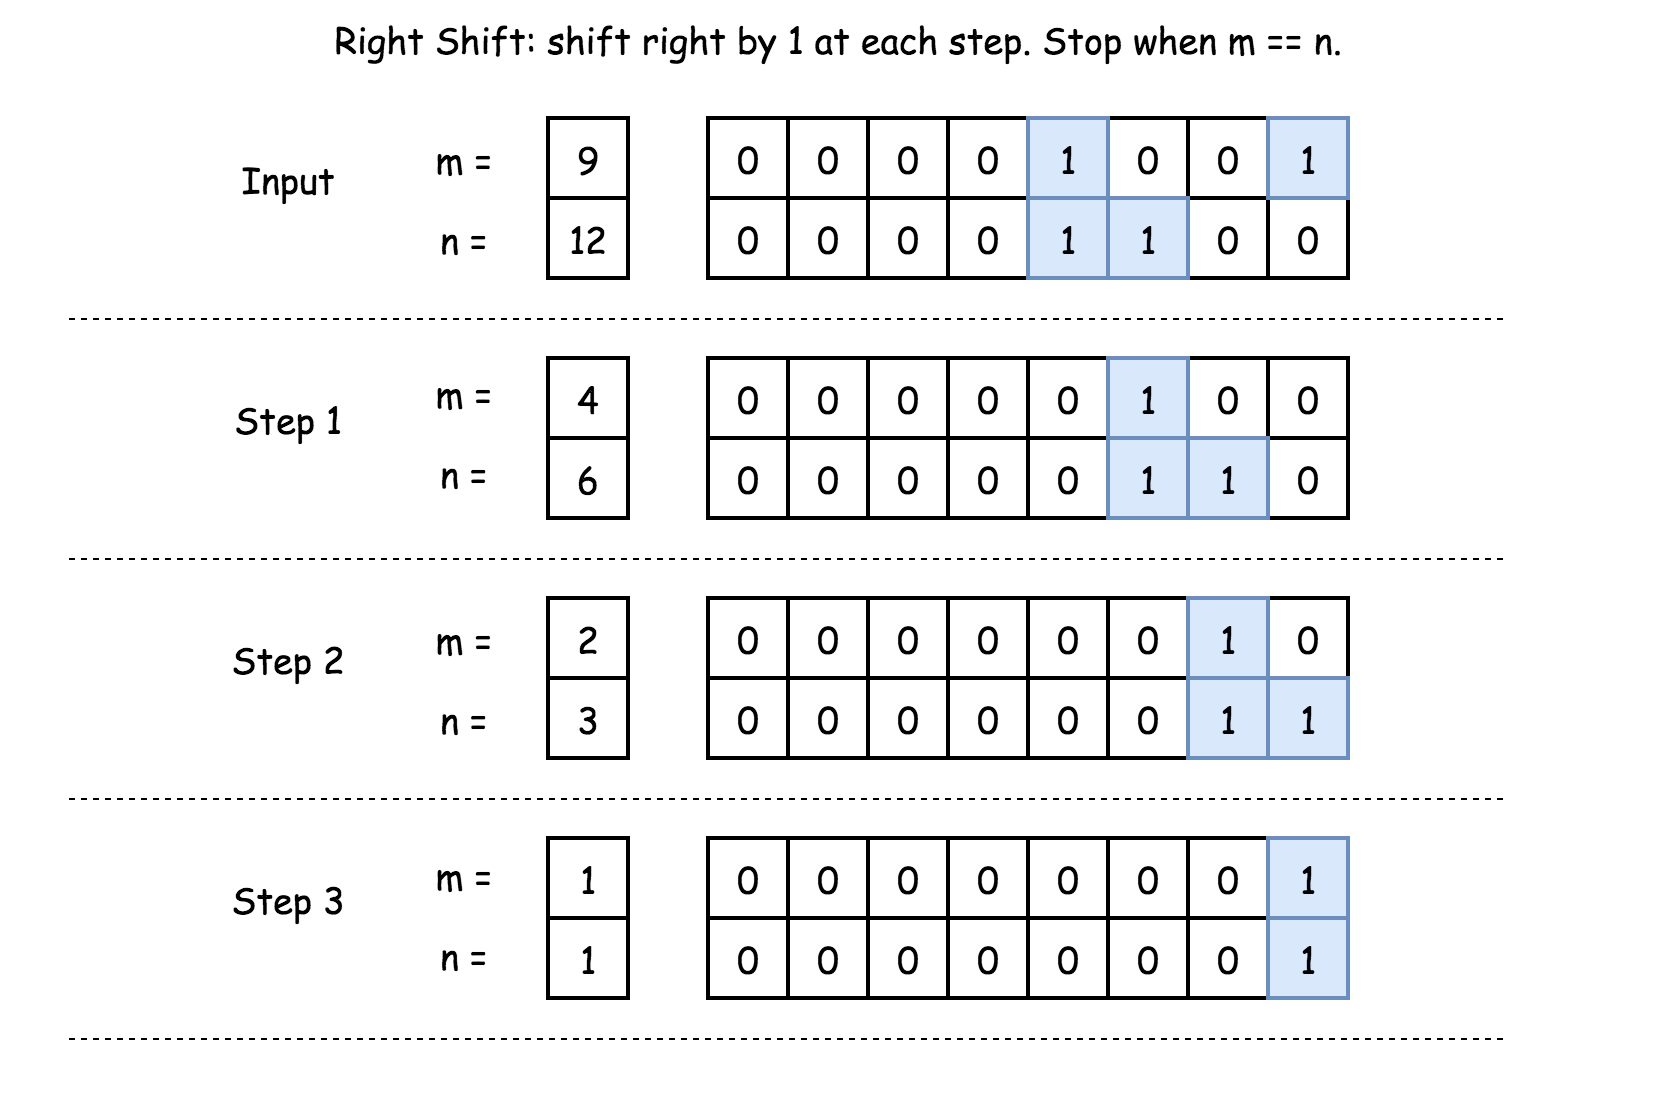 Right Shift: shift right by 1 at each step. Stop when m == n.
Input
m = 9 0 0 0 0 1 0 0 1
n = 12 0 0 0 0 1 1 0 0
Step 1
m = 4 0 0 0 0 0 1 0 0
n = 6 0 0 0 0 0 1 1 0
Step 2
m = 2 0 0 0 0 0 0 1 0
n = 3 0 0 0 0 0 0 1 1
Step 3
m = 1 0 0 0 0 0 0 0 1
n = 1 0 0 0 0 0 0 0 1